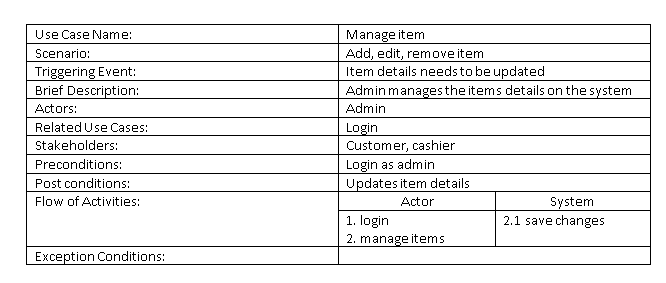 Use Case Name: Manage item
Scenario: Add, edit, remove item
Triggering Event: Item details needs to be updated
Brief Description: Admin manages the items details on the system
Actors: Admin
Related Use Cases: Login
Stakeholders: Customer, cashier
Preconditions: Login as admin
Post conditions: Updates item details
Flow of Activities: Actor System
1. login 2.1 save changes
2. manage items
Exception Conditions: